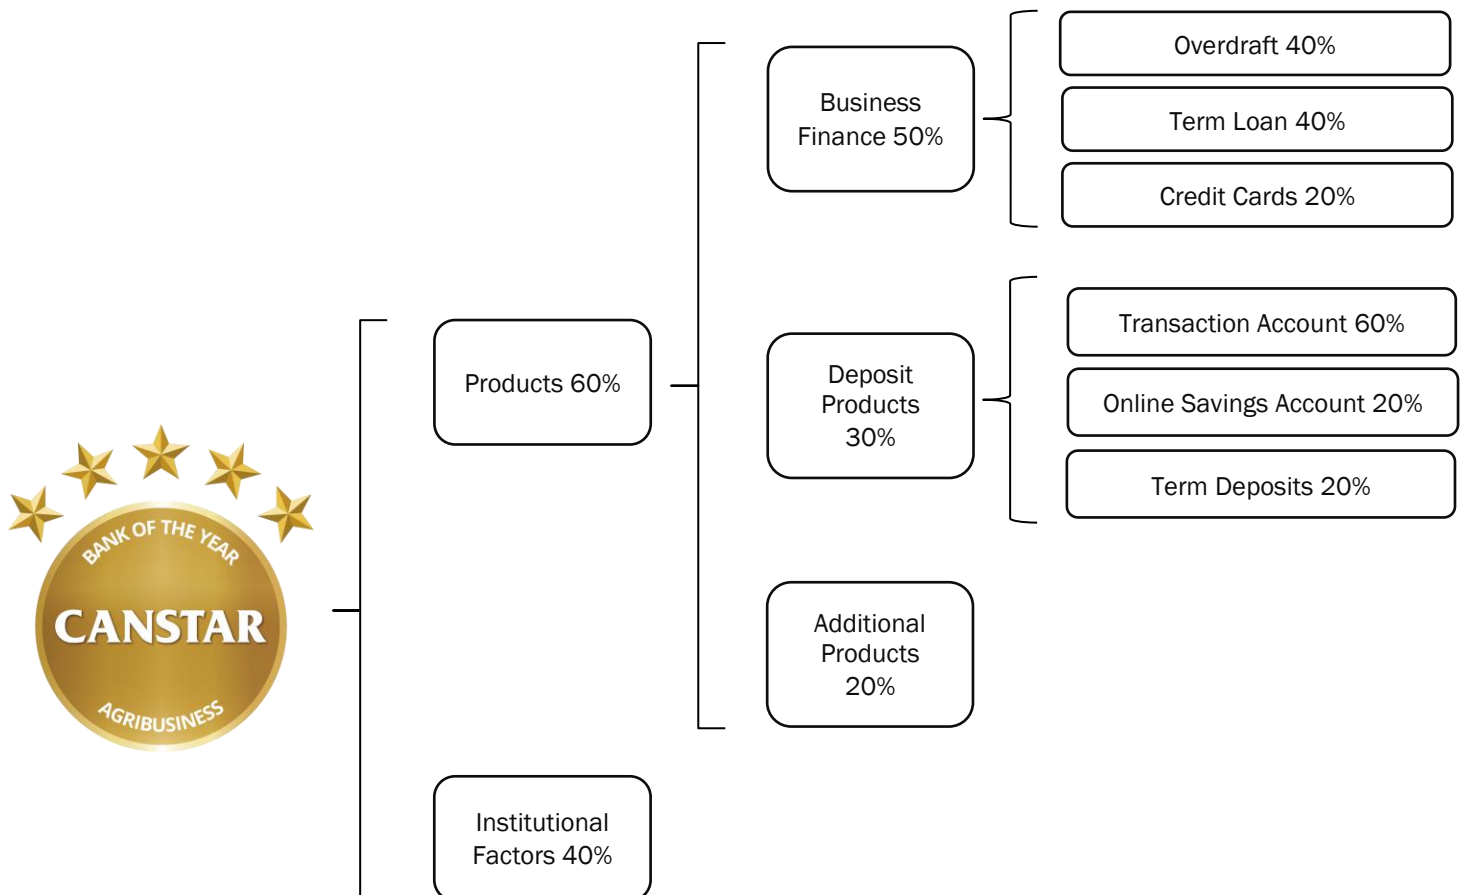 Overdraft 40%
Business
Finance 50%
Term Loan 40%
Credit Cards 20%
Transaction Account 60%
Products 60%
Deposit
Products
30%
Online Savings Account 20%
Term Deposits 20%
BANK OF THE YEAR
CANSTAR
AGRIBUSINESS
Additional
Products
20%
Institutional
Factors 40%